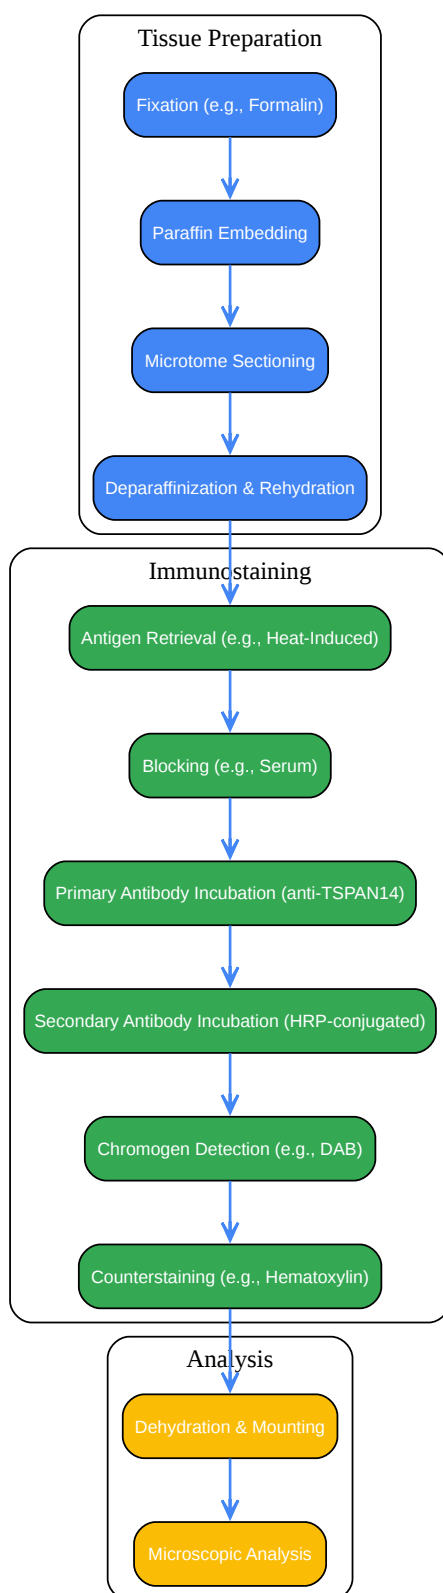 Tissue Preparation
Fixation (e.g., Formalin)
Paraffin Embedding
Microtome Sectioning
Deparaffinization & Rehydration
Immunostaining
Antigen Retrieval (e.g., Heat-Induced)
Blocking (e.g., Serum)
Primary Antibody Incubation (anti-TSPAN14)
Secondary Antibody Incubation (HRP-conjugated)
Chromogen Detection (e.g., DAB)
Counterstaining (e.g., Hematoxylin)
Analysis
Dehydration & Mounting
Microscopic Analysis